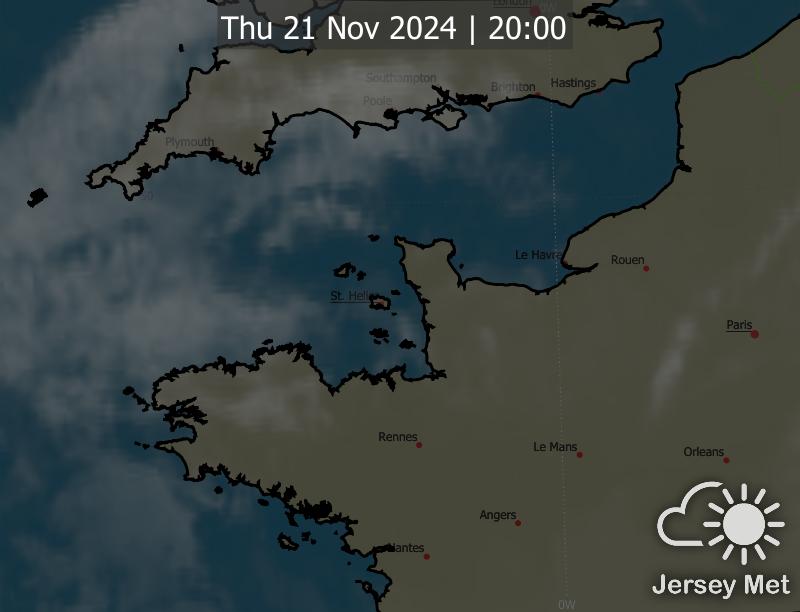 London
Thu 21 Nov 2024 | 20:00
Southampton
Brighton
Hastings
Poole
Plymouth
Le Havre
Rouen
St. Helier
Paris
Rennes
Le Mans
Orleans
Angers
Nantes
Jersey Met
0W